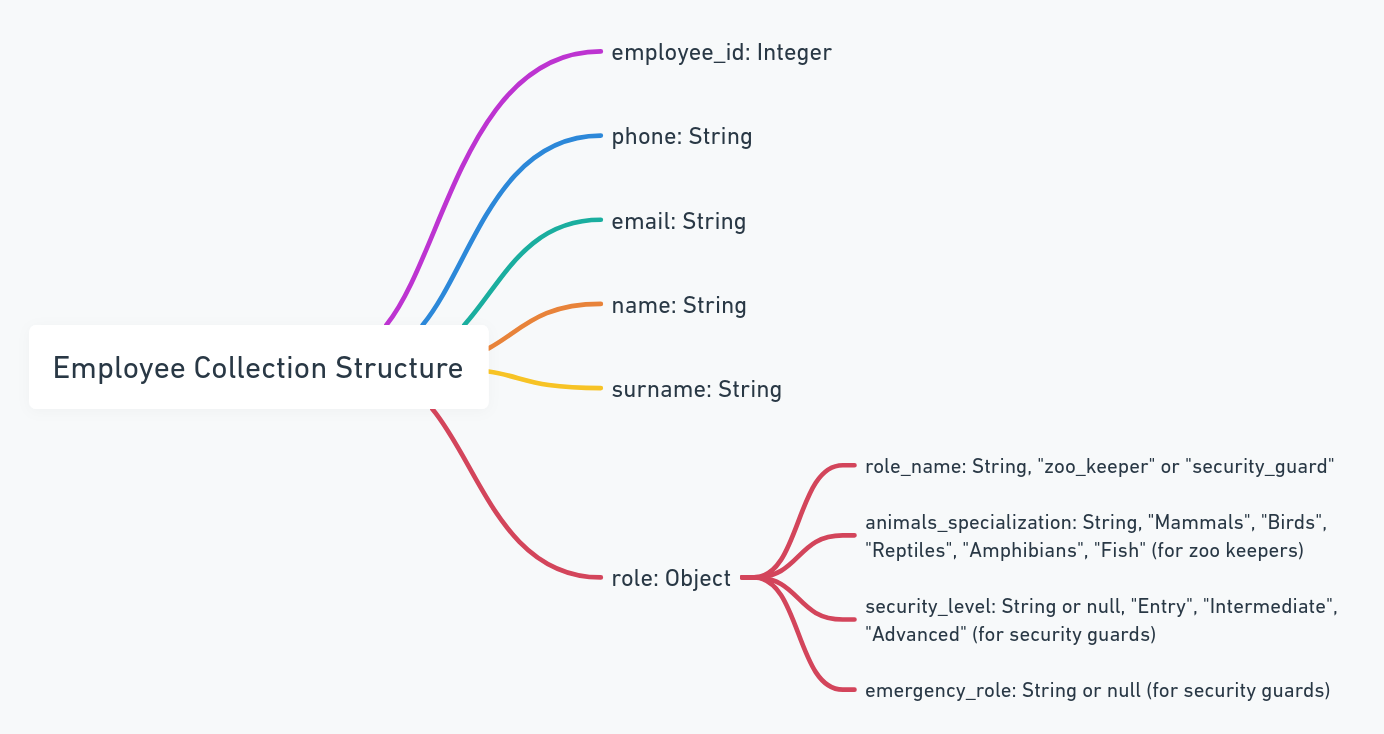 employee_id: Integer
phone: String
email: String
name: String
Employee Collection Structure
surname: String
role_name: String, "zoo_keeper" or "security_guard"
animals_specialization: String, "Mammals", "Birds",
"Reptiles", "Amphibians", "Fish" (for zoo keepers)
role: Object
security_level: String or null, "Entry", "Intermediate",
"Advanced" (for security guards)
emergency_role: String or null (for security guards)